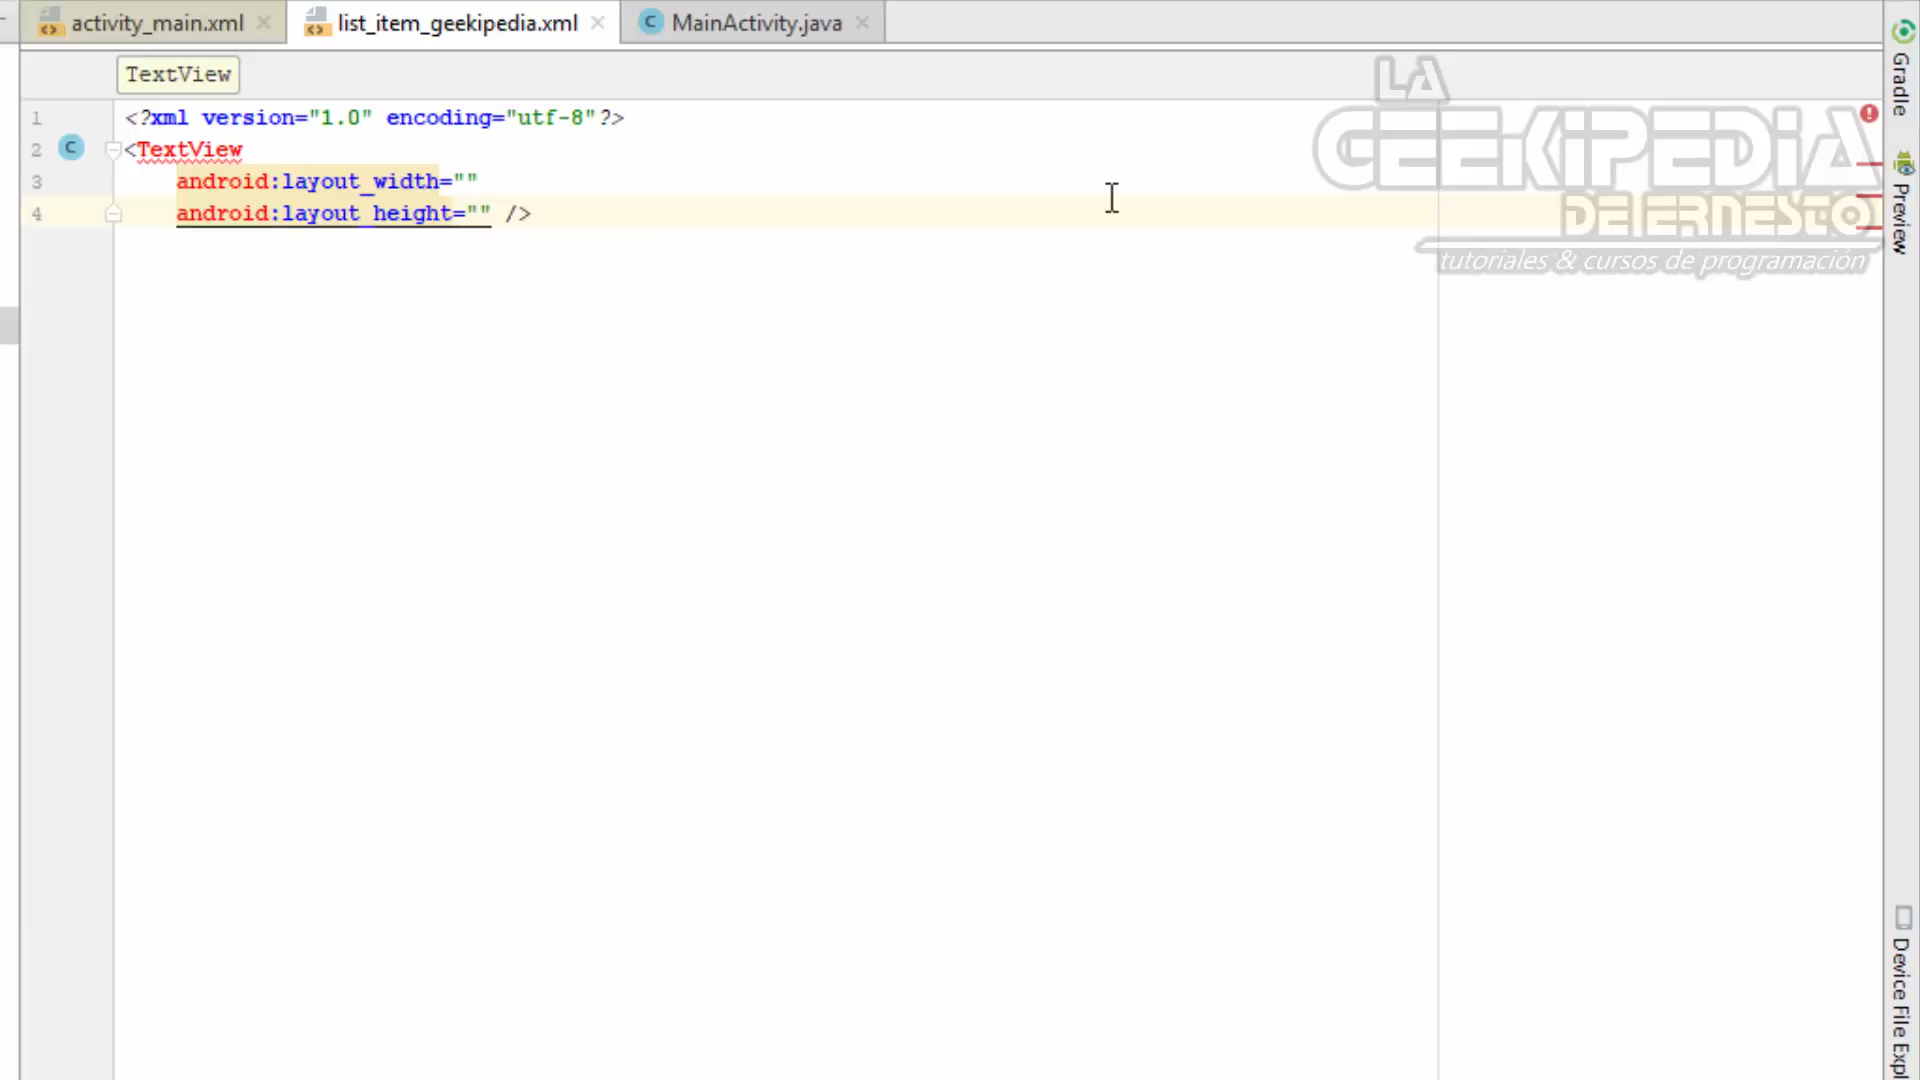 activity_main.xml
list_item_geekipedia.xml
MainActivity.java
TextView
LA
GEEKIPEDIA
DE ERNESTO
tutoriales & cursos de programación
1 <?xml version="1.0" encoding="utf-8"?>
2 <TextView
3 android:layout_width=""
4 android:layout_height="" />
Gradle
Preview
Device File Expl